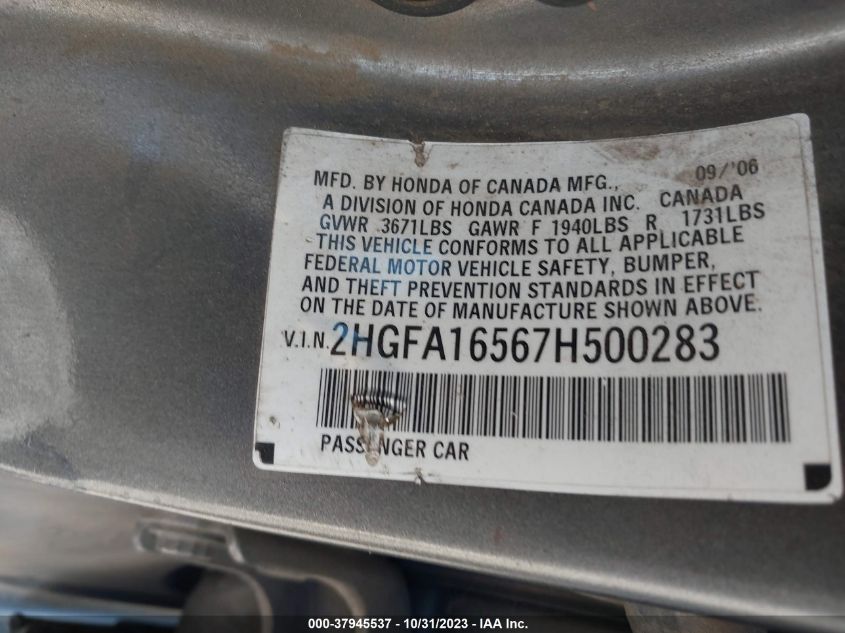 09/'06
MFD. BY HONDA OF CANADA MFG.,
A DIVISION OF HONDA CANADA INC. CANADA
GVWR 3671LBS GAWR F 1940LBS R 1731LBS
THIS VEHICLE CONFORMS TO ALL APPLICABLE
FEDERAL MOTOR VEHICLE SAFETY, BUMPER,
AND THEFT PREVENTION STANDARDS IN EFFECT
ON THE DATE OF MANUFACTURE SHOWN ABOVE.
V.I.N. 2HGFA16567H500283
PASSENGER CAR
000-37945537 - 10/31/2023 - IAA Inc.